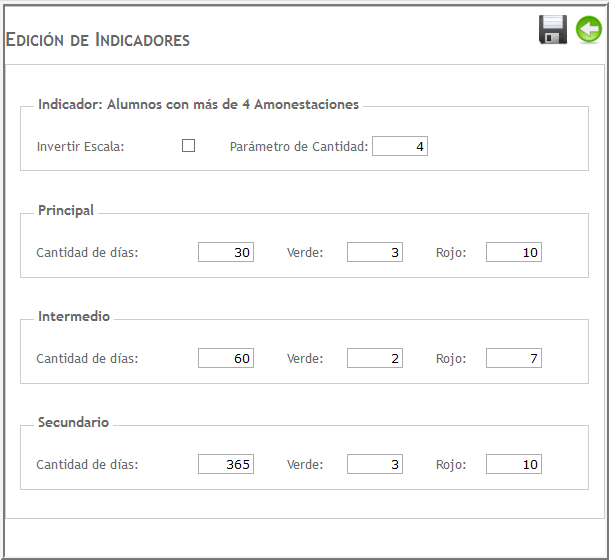 Edición de Indicadores
Indicador: Alumnos con más de 4 Amonestaciones
Invertir Escala: Parámetro de Cantidad: 4
Principal
Cantidad de días: 30 Verde: 3 Rojo: 10
Intermedio
Cantidad de días: 60 Verde: 2 Rojo: 7
Secundario
Cantidad de días: 365 Verde: 3 Rojo: 10